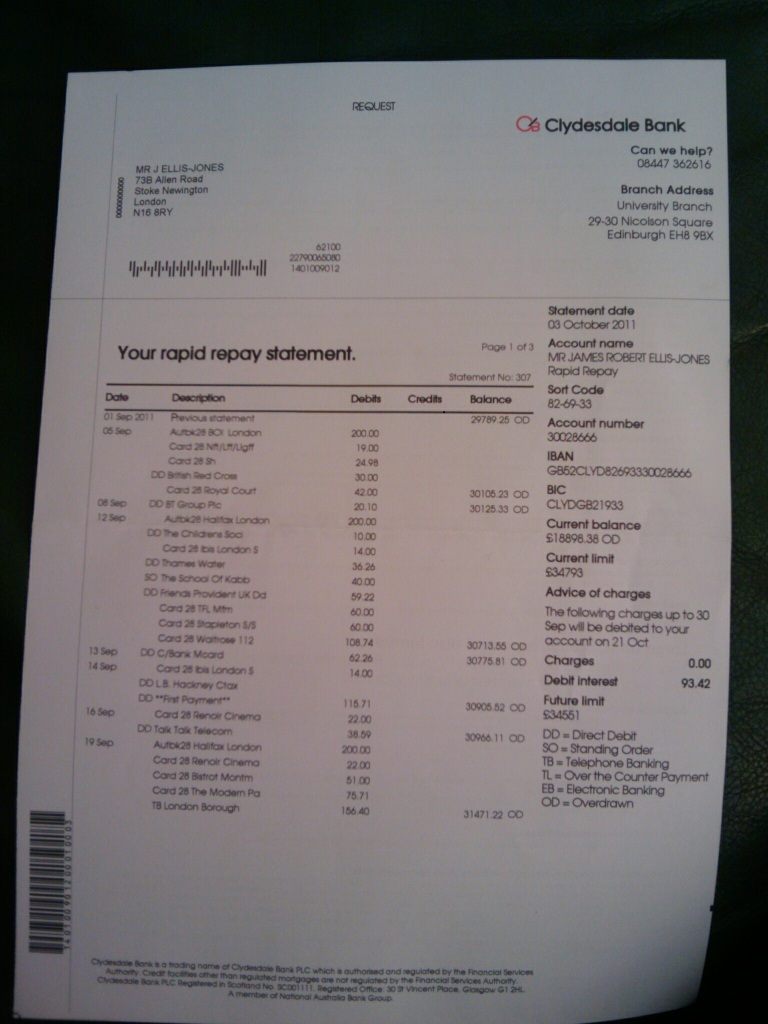 REQUEST
Clydesdale Bank
Can we help?
08447 362616
Branch Address
University Branch
29-30 Nicolson Square
Edinburgh EH8 9BX
MR J ELLIS-JONES
73B Allen Road
Stoke Newington
London
N16 8RY
62100
22790065080
1401009012
Your rapid repay statement.
Page 1 of 3
Statement No: 307
Date Description Debits Credits Balance
01 Sep 2011 Previous statement 29789.25 OD
05 Sep Autbk28 BOI London 200.00
Card 28 19.00
Card 28 Sh 24.98
DD British Red Cross 30.00
Card 28 Royal Court 42.00 30105.23 OD
08 Sep DD BT Group Plc 20.10 30125.33 OD
12 Sep Autbk28 Halifax London 200.00
DD The Childrens Soci 10.00
Card 28 Ibis London S 14.00
DD Thames Water 36.26
SO The School Of Kabb 40.00
DD Friends Provident UK Dd 59.22
Card 28 TFL Mtm 60.00
Card 28 Stapleton S/S 60.00
Card 28 Waitrose 112 108.74 30713.55 OD
13 Sep DD C/Bank Mcard 62.26 30775.81 OD
14 Sep Card 28 Ibis London S 14.00
DD L.B. Hackney Ctax
DD **First Payment** 115.71 30905.52 OD
16 Sep Card 28 Renoir Cinema 22.00
DD Talk Talk Telecom 38.59 30966.11 OD
19 Sep Autbk28 Halifax London 200.00
Card 28 Renoir Cinema 22.00
Card 28 Bistrot Montm 51.00
Card 28 The Modern Pa 75.71
TB London Borough 156.40 31471.22 OD
Statement date
03 October 2011
Account name
MR JAMES ROBERT ELLIS-JONES
Rapid Repay
Sort Code
82-69-33
Account number
30028666
IBAN
GB52CLYD82693330028666
BIC
CLYDGB21933
Current balance
£18898.38 OD
Current limit
£34793
Advice of charges
The following charges up to 30
Sep will be debited to your
account on 21 Oct
Charges 0.00
Debit interest 93.42
Future limit
£34551
DD = Direct Debit
SO = Standing Order
TB = Telephone Banking
TL = Over the Counter Payment
EB = Electronic Banking
OD = Overdrawn
Clydesdale Bank is a trading name of Clydesdale Bank PLC which is authorised and regulated by the Financial Services
Authority. Credit facilities other than regulated mortgages are not regulated by the Financial Services Authority.
Clydesdale Bank PLC Registered in Scotland No. SC001111. Registered Office: 30 St Vincent Place, Glasgow G1 2HL.
A member of National Australia Bank Group.